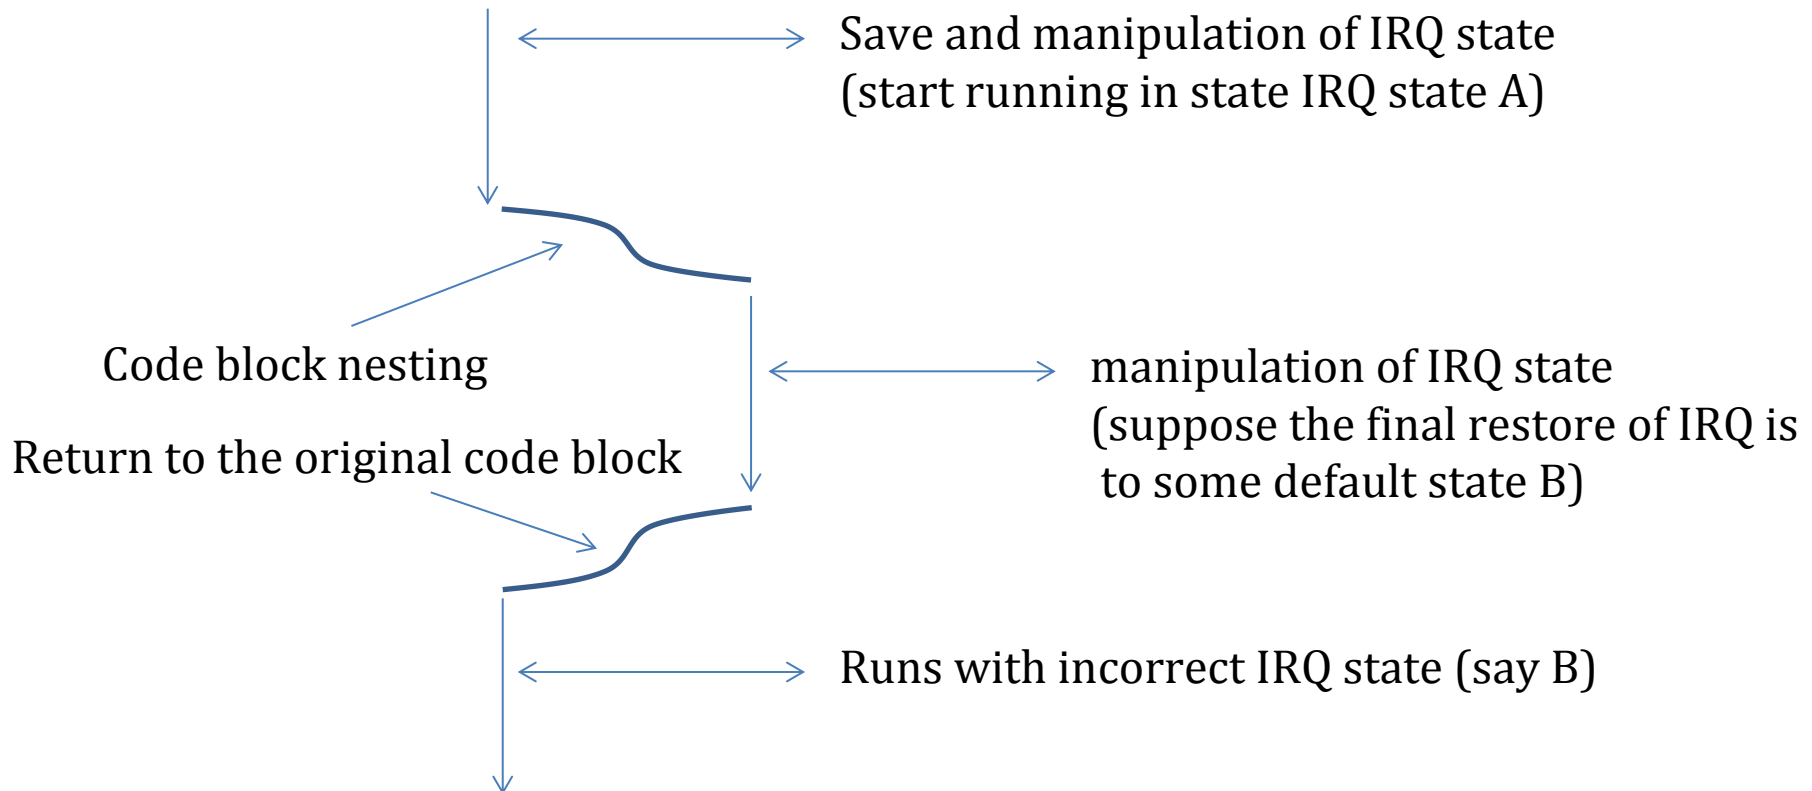 Save and manipulation of IRQ state
(start running in state IRQ state A)
Code block nesting
manipulation of IRQ state
(suppose the final restore of IRQ is
to some default state B)
Return to the original code block
Runs with incorrect IRQ state (say B)